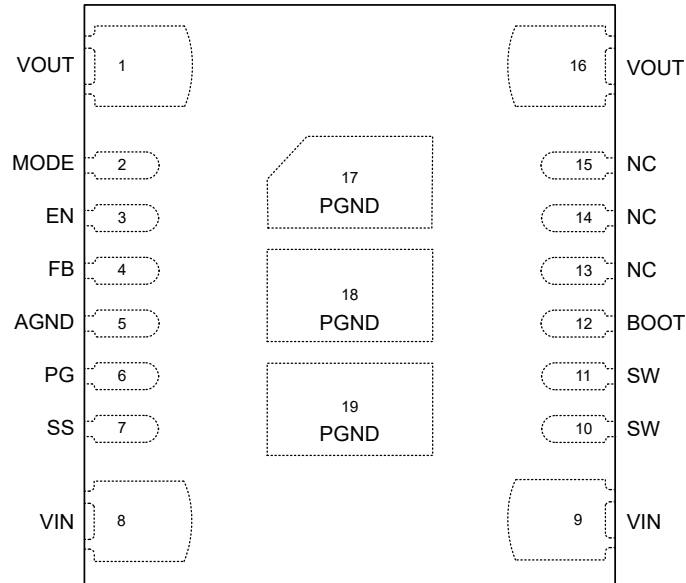 VOUT 1 16 VOUT
MODE 2 15 NC
17
PGND
EN 3 14 NC
FB 4 13 NC
18
PGND
AGND 5 12 BOOT
PG 6 11 SW
19
PGND
SS 7 10 SW
VIN 8 9 VIN